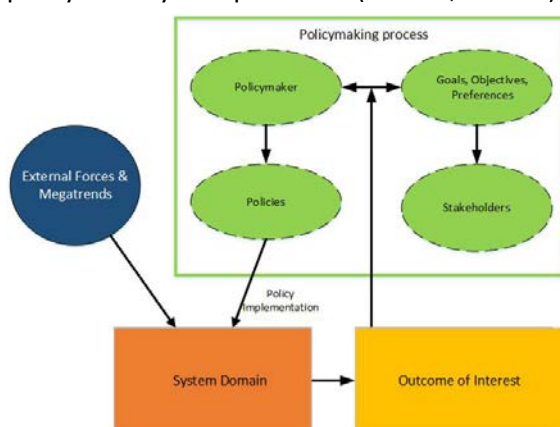 Policymaking process
Policymaker
Goals, Objectives,
Preferences
External Forces &
Megatrends
Policies
Stakeholders
Policy
Implementation
System Domain
Outcome of Interest